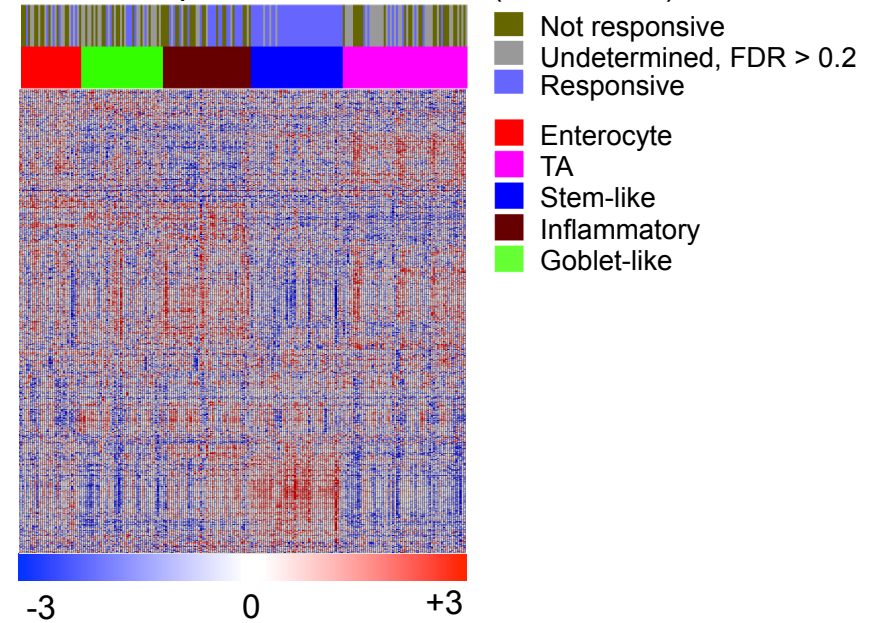 Not responsive
Undetermined, FDR > 0.2
Responsive
Enterocyte
TA
Stem-like
Inflammatory
Goblet-like
-3 0 +3